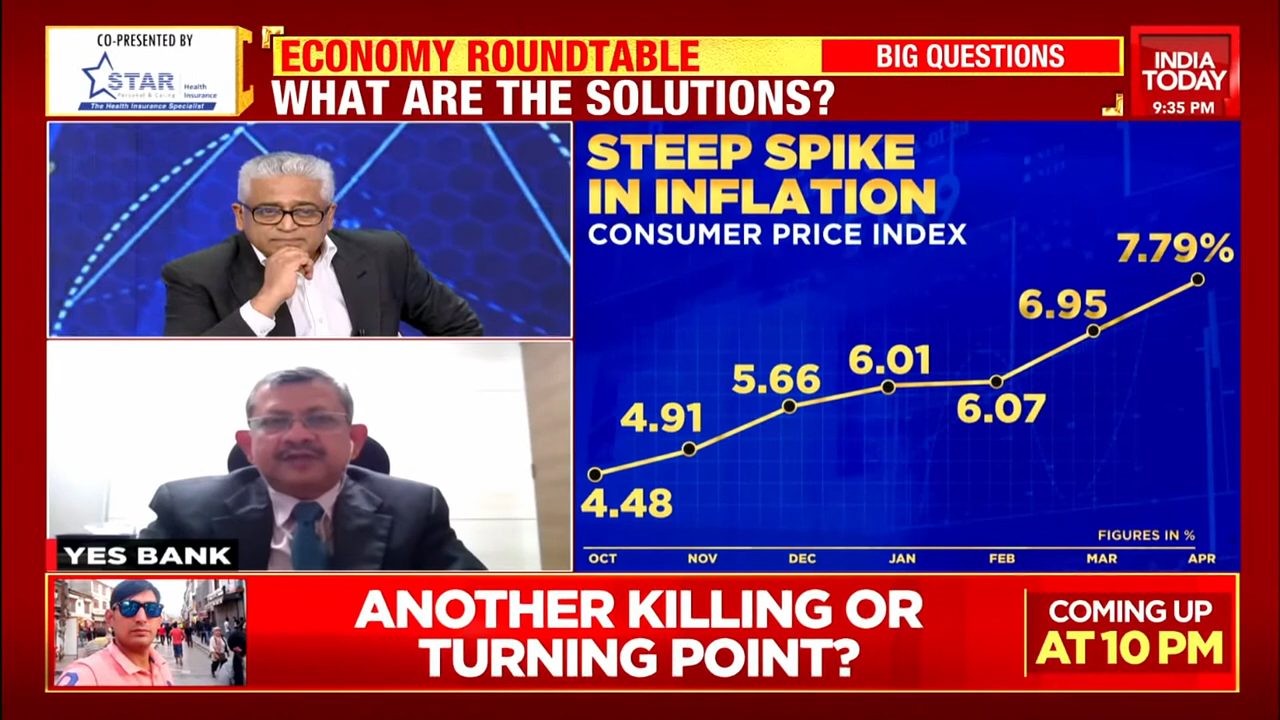 CO-PRESENTED BY
STAR
Health
Insurance
Personal & Caring
The Health Insurance Specialist
ECONOMY ROUNDTABLE
BIG QUESTIONS
WHAT ARE THE SOLUTIONS?
INDIA
TODAY
9:35 PM
STEEP SPIKE
IN INFLATION
CONSUMER PRICE INDEX
7.79%
6.95
6.01
5.66
6.07
4.91
4.48
FIGURES IN %
OCT NOV DEC JAN FEB MAR APR
YES BANK
ANOTHER KILLING OR
TURNING POINT?
COMING UP
AT 10 PM